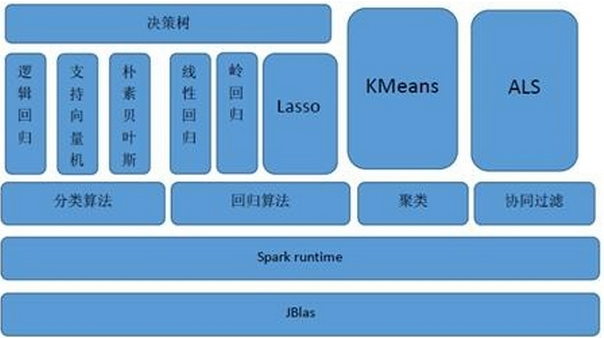 决策树
逻辑回归
支持向量机
朴素贝叶斯
线性回归
岭回归
Lasso
KMeans
ALS
分类算法
回归算法
聚类
协同过滤
Spark runtime
JBlas